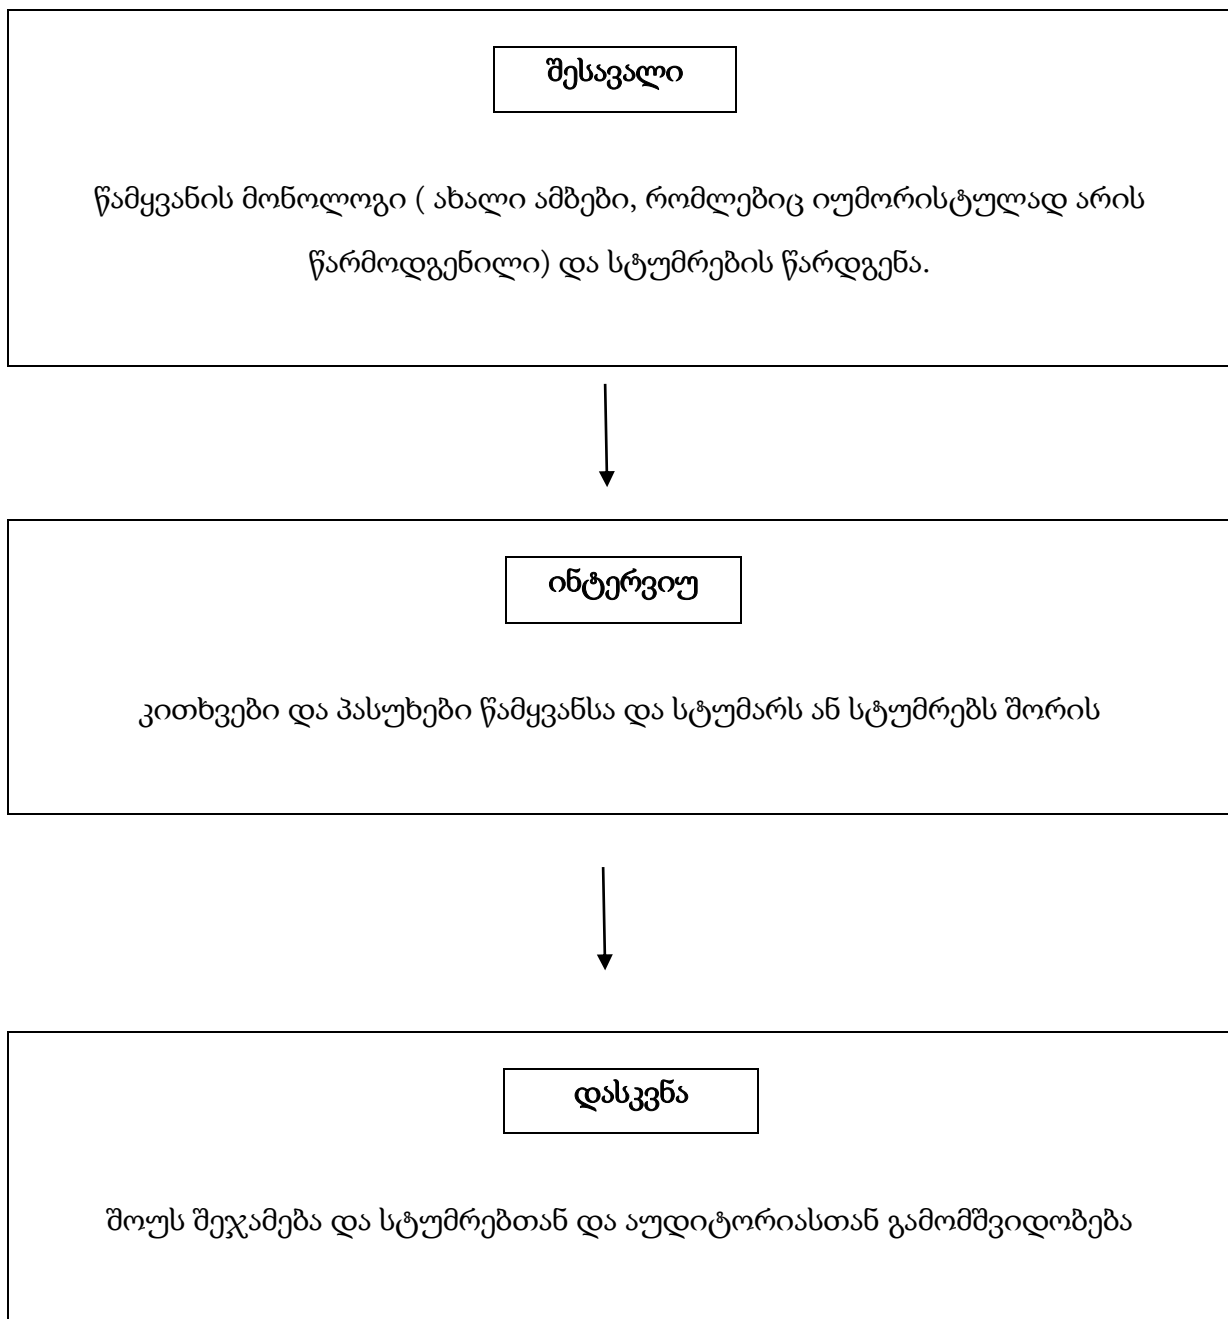 შესავალი
წამყვანის მონოლოგი ( ახალი ამბები, რომლებიც იუმორისტულად არის
წარმოდგენილი) და სტუმრების წარდგენა.
ინტერვიუ
კითხვები და პასუხები წამყვანსა და სტუმარს ან სტუმრებს შორის
დასკვნა
შოუს შეჯამება და სტუმრებთან და აუდიტორიასთან გამომშვიდობება